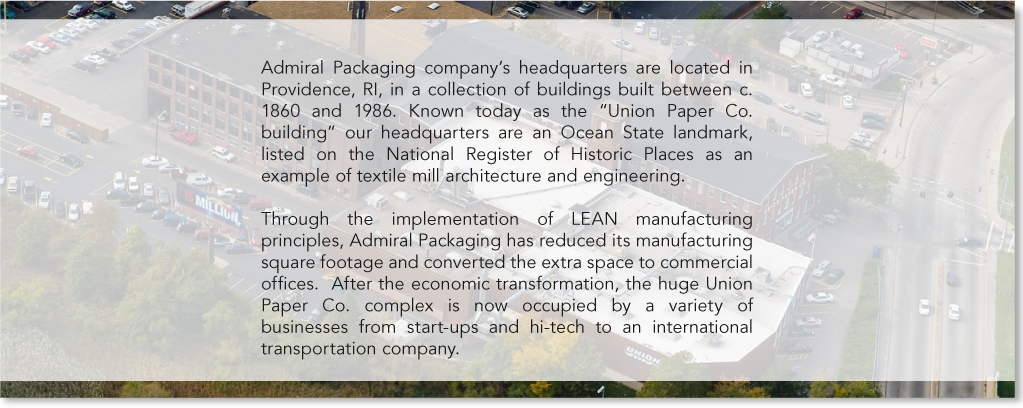 Admiral Packaging company's headquarters are located in
Providence, RI, in a collection of buildings built between c.
1860 and 1986. Known today as the "Union Paper Co.
building" our headquarters are an Ocean State landmark,
listed on the National Register of Historic Places as an
example of textile mill architecture and engineering.
Through the implementation of LEAN manufacturing
principles, Admiral Packaging has reduced its manufacturing
square footage and converted the extra space to commercial
offices. After the economic transformation, the huge Union
Paper Co. complex is now occupied by a variety of
businesses from start-ups and hi-tech to an international
transportation company.
MILLION
UNION